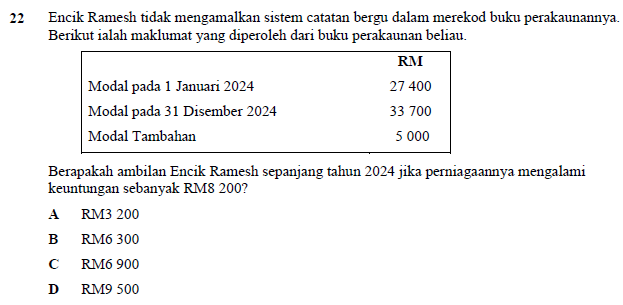 22 Encik Ramesh tidak mengamalkan sistem catatan bergu dalam merekod buku perakaunannya.
Berikut ialah maklumat yang diperoleh dari buku perakaunan beliau.
RM
Modal pada 1 Januari 2024 27 400
Modal pada 31 Disember 2024 33 700
Modal Tambahan 5 000
Berapakah ambilan Encik Ramesh sepanjang tahun 2024 jika perniagaannya mengalami
keuntungan sebanyak RM8 200?
A RM3 200
B RM6 300
C RM6 900
D RM9 500